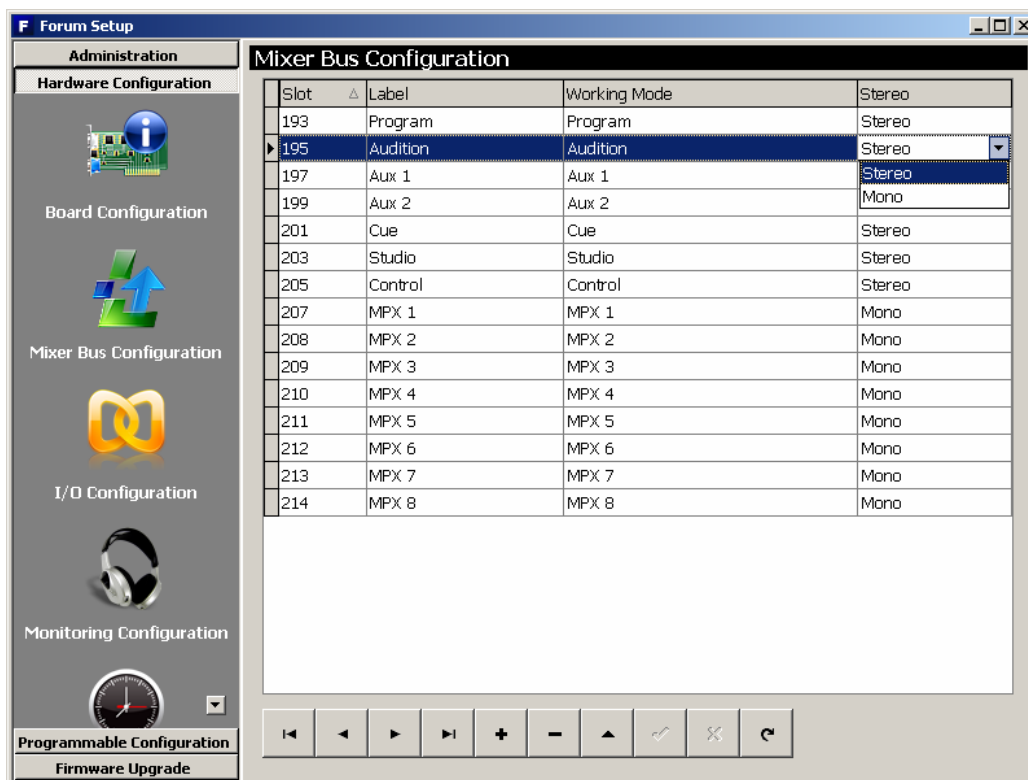 F Forum Setup
Administration
Hardware Configuration
Board Configuration
Mixer Bus Configuration
I/O Configuration
Monitoring Configuration
Programmable Configuration
Firmware Upgrade
Mixer Bus Configuration
Slot Label Working Mode Stereo
193 Program Program Stereo
195 Audition Audition Stereo
Stereo
Mono
197 Aux 1 Aux 1
199 Aux 2 Aux 2
201 Cue Cue Stereo
203 Studio Studio Stereo
205 Control Control Stereo
207 MPX 1 MPX 1 Mono
208 MPX 2 MPX 2 Mono
209 MPX 3 MPX 3 Mono
210 MPX 4 MPX 4 Mono
211 MPX 5 MPX 5 Mono
212 MPX 6 MPX 6 Mono
213 MPX 7 MPX 7 Mono
214 MPX 8 MPX 8 Mono